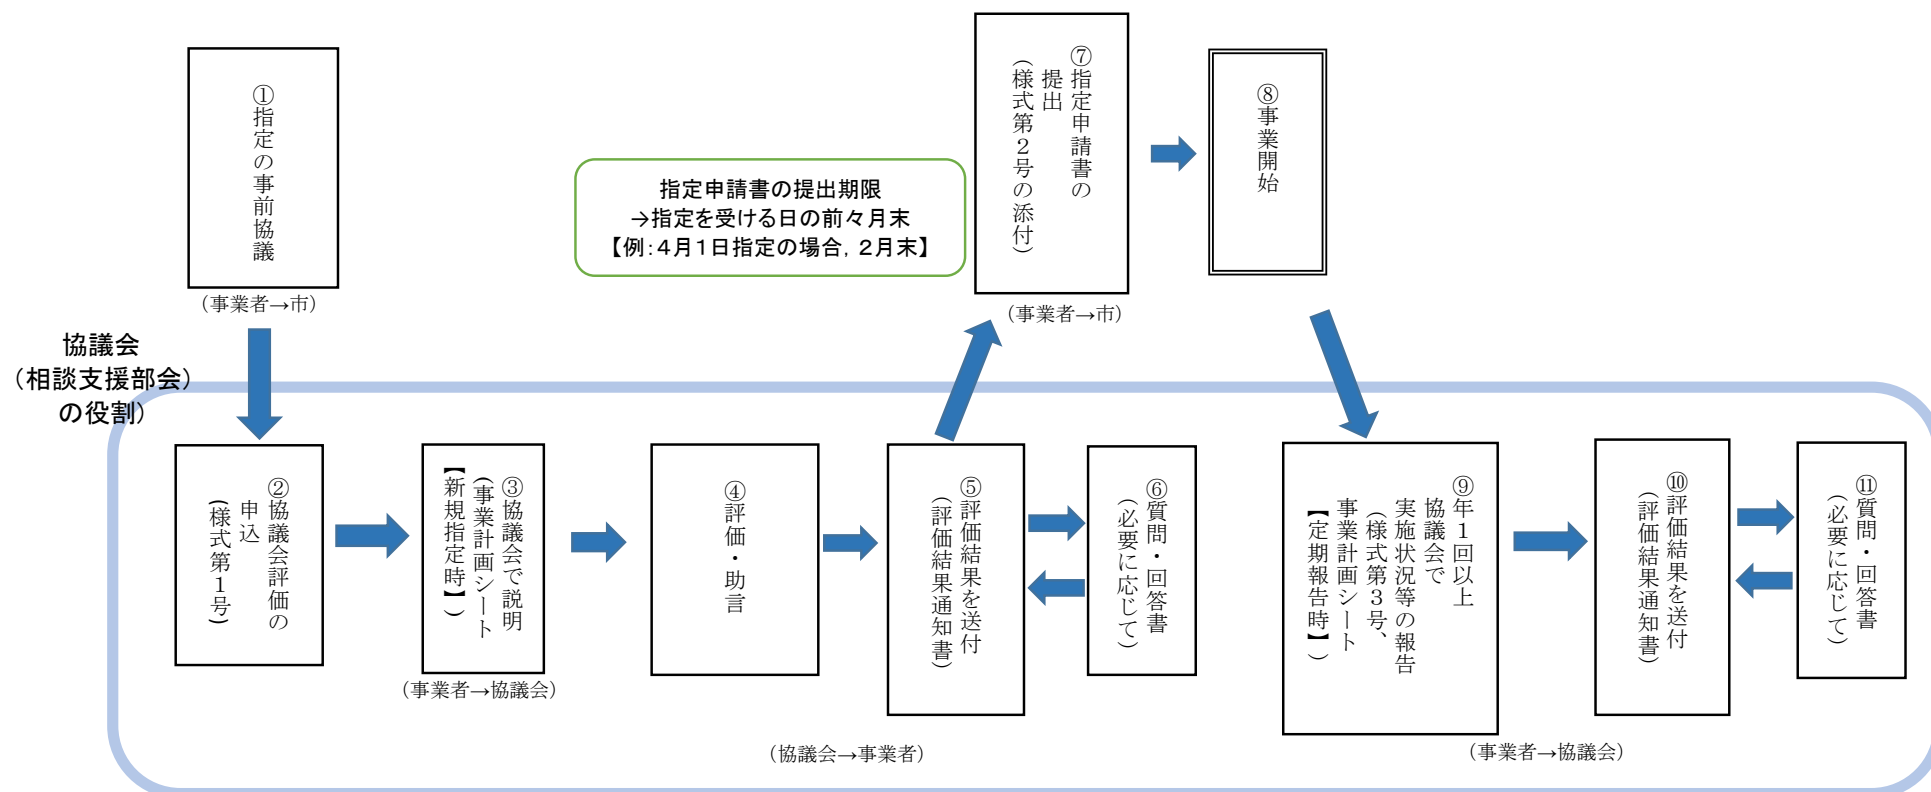 ①指定の事前協議
（事業者→市）
協議会
（相談支援部会）
の役割）
②協議会評価の
申込
（様式第１号）
③協議会で説明
（事業計画シート
【新規指定時】）
（事業者→協議会）
④評価・助言
⑤評価結果を送付
（評価結果通知書）
⑥質問・回答書
（必要に応じて）
（協議会→事業者）
指定申請書の提出期限
→指定を受ける日の前々月末
【例：４月１日指定の場合，２月末】
⑦指定申請書の
提出
（様式第２号の添付）
（事業者→市）
⑧事業開始
⑨年１回以上
協議会で
実施状況等の報告
（様式第３号、
事業計画シート
【定期報告時】）
⑩評価結果を送付
（評価結果通知書）
⑪質問・回答書
（必要に応じて）
（事業者→協議会）